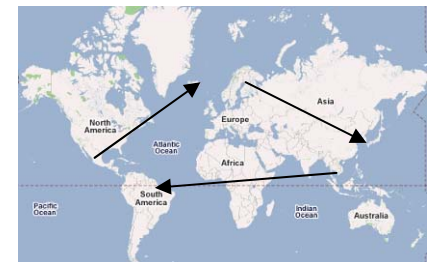 Asia
North
America
Europe
Atlantic
Ocean
Africa
South
America
Pacific
Ocean
Indian
Ocean
Australia